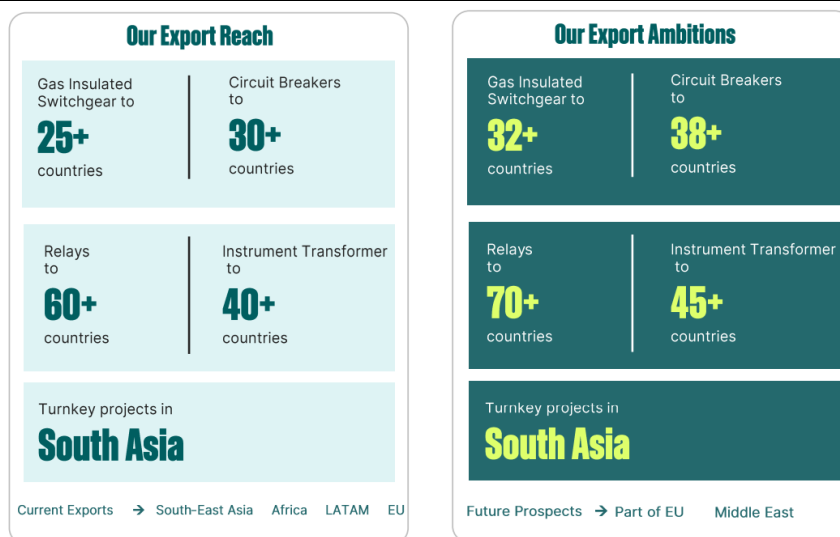 Our Export Reach
Gas Insulated
Switchgear to
25+
countries
Circuit Breakers
to
30+
countries
Relays
to
60+
countries
Instrument Transformer
to
40+
countries
Turnkey projects in
South Asia
Current Exports → South-East Asia Africa LATAM EU
Our Export Ambitions
Gas Insulated
Switchgear to
32+
countries
Circuit Breakers
to
38+
countries
Relays
to
70+
countries
Instrument Transformer
to
45+
countries
Turnkey projects in
South Asia
Future Prospects → Part of EU Middle East